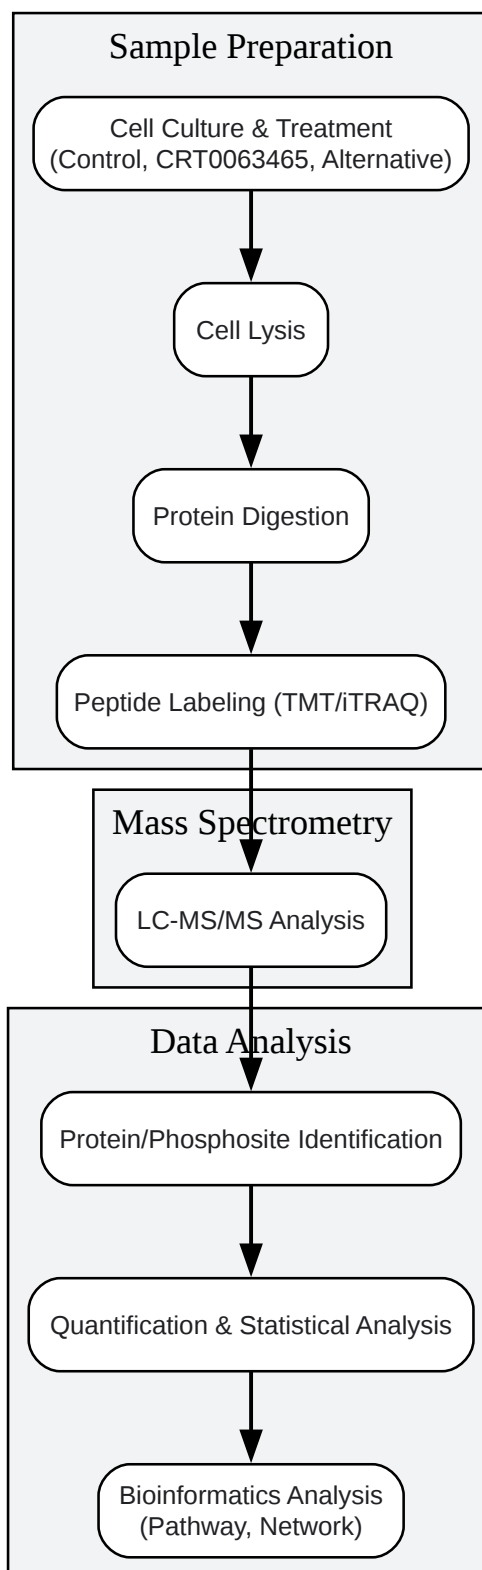 Sample Preparation
Cell Culture & Treatment
(Control, CRT0063465, Alternative)
Cell Lysis
Protein Digestion
Peptide Labeling (TMT/iTRAQ)
Mass Spectrometry
LC-MS/MS Analysis
Data Analysis
Protein/Phosphosite Identification
Quantification & Statistical Analysis
Bioinformatics Analysis
(Pathway, Network)